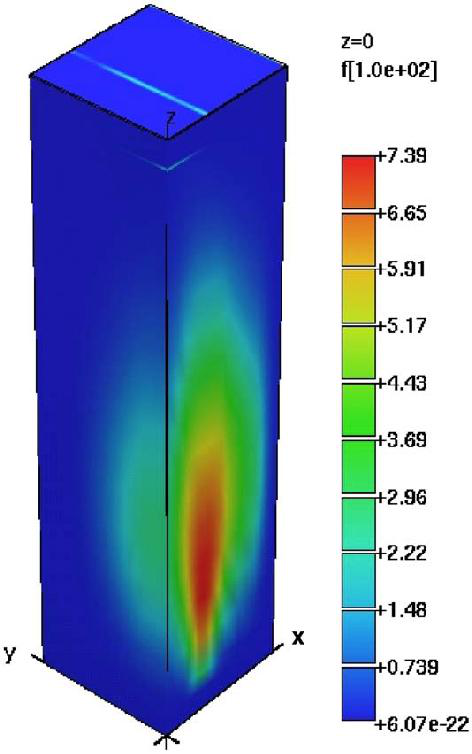 z=0
f[1.0e+02]
z
+7.39
+6.65
+5.91
+5.17
+4.43
+3.69
+2.96
+2.22
+1.48
+0.739
+6.07e-22
x
y